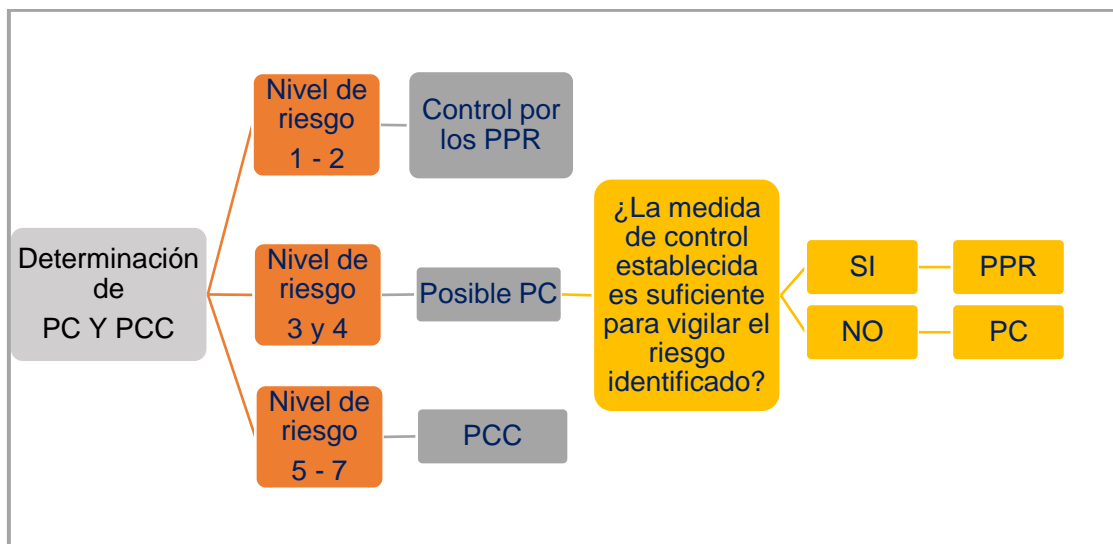 Determinación
de
PC Y PCC
Nivel de
riesgo
1 - 2
Control por
los PPR
Nivel de
riesgo
3 y 4
Posible PC
¿La medida
de control
establecida
es suficiente
para vigilar el
riesgo
identificado?
SI
PPR
NO
PC
Nivel de
riesgo
5 - 7
PCC